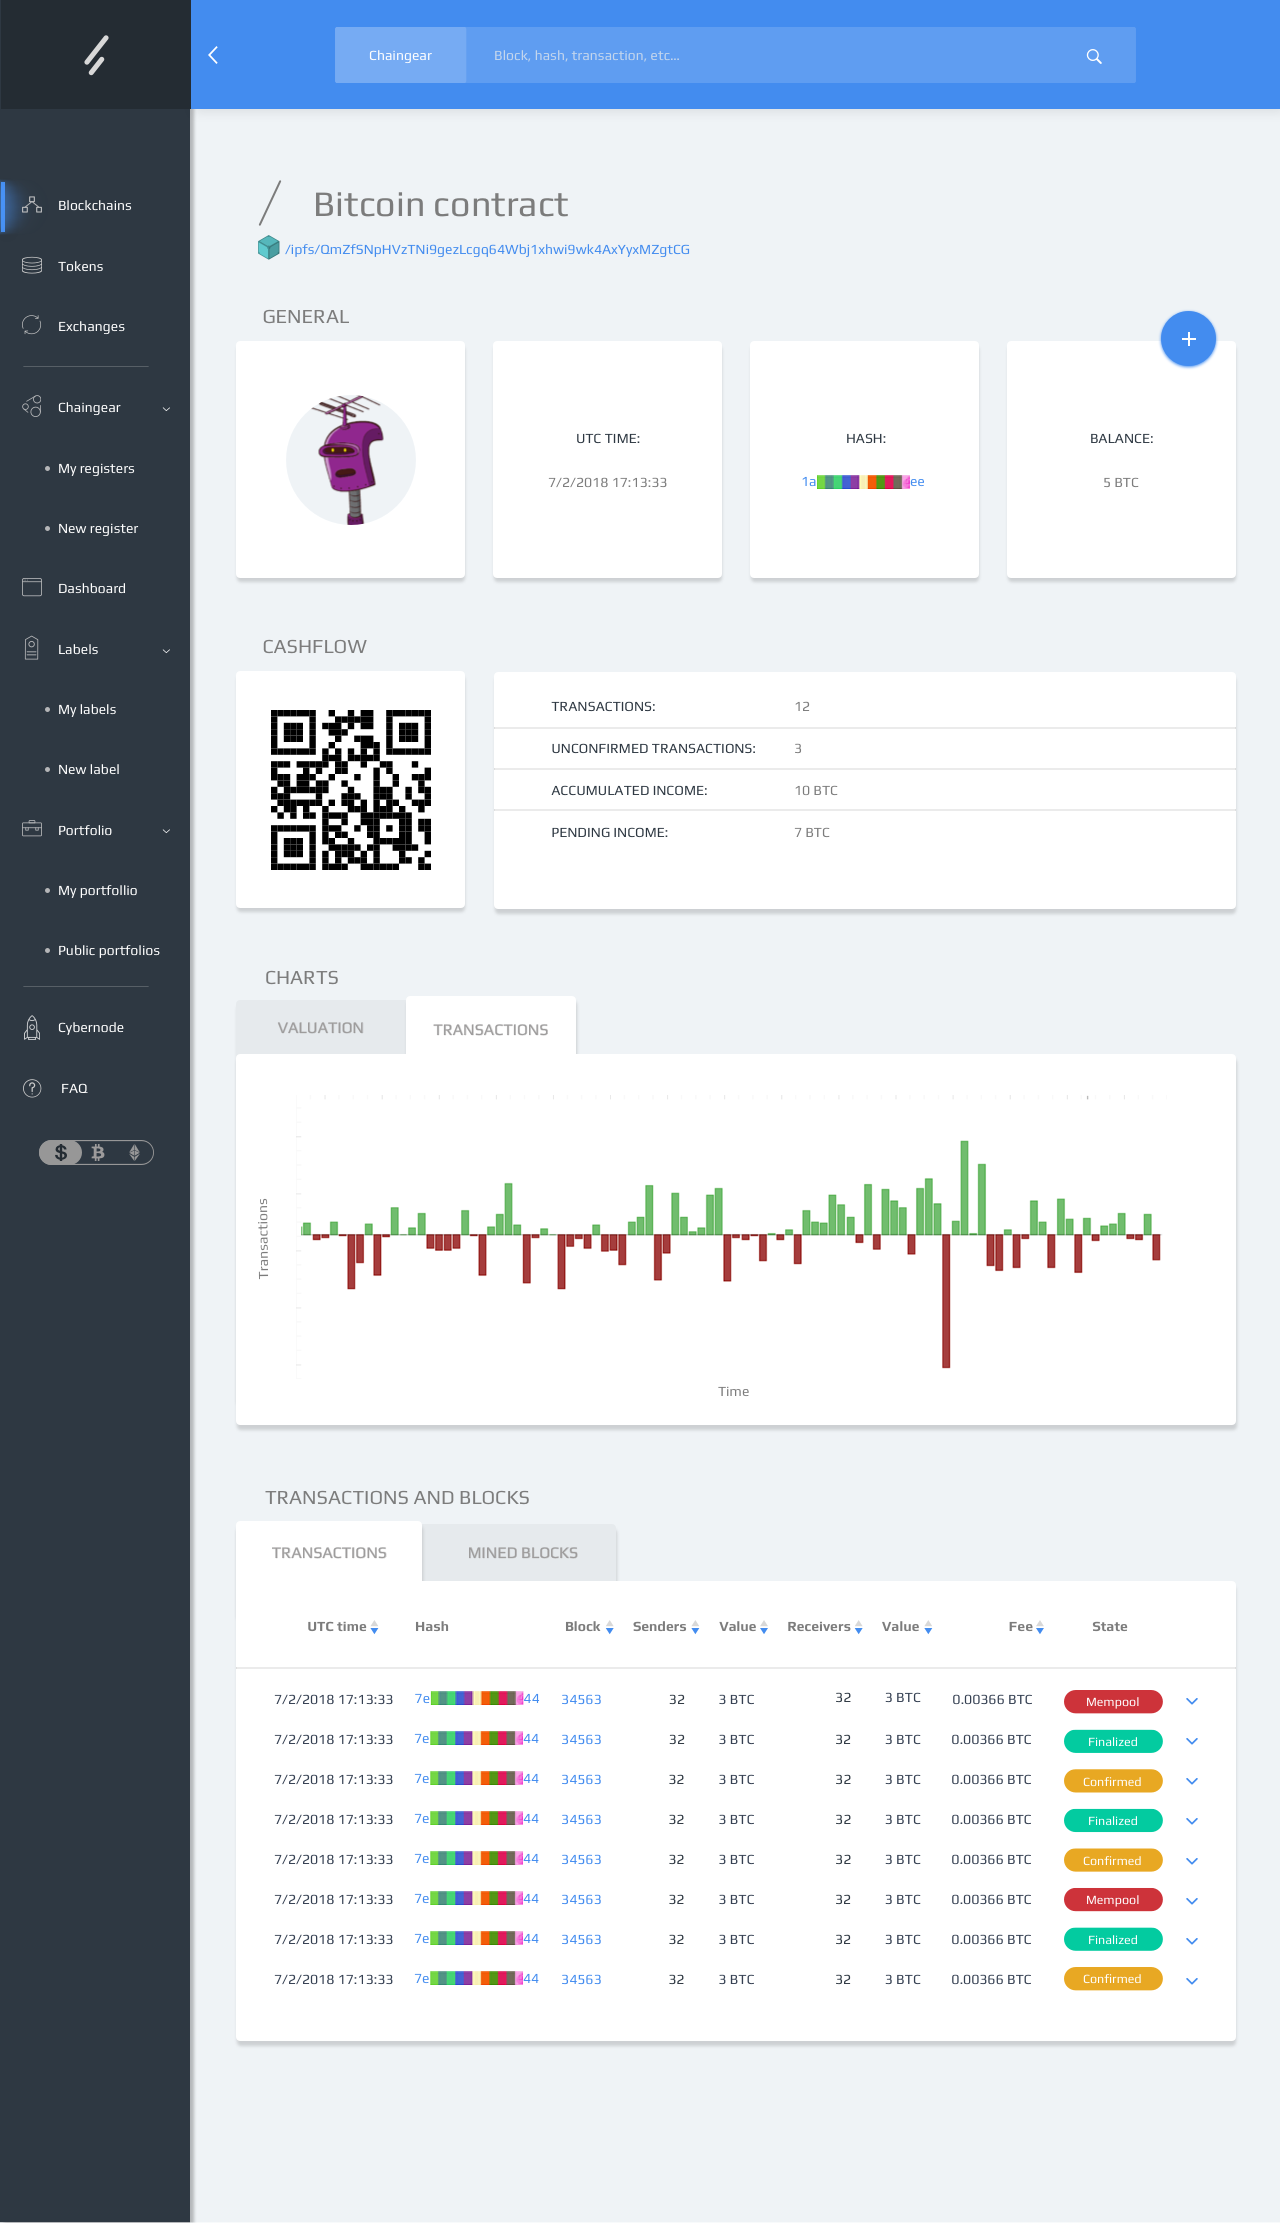 Chaingear
Block, hash, transaction, etc...
Blockchains
Tokens
Exchanges
Chaingear
My registers
New register
Dashboard
Labels
My labels
New label
Portfolio
My portfollio
Public portfolios
Cybernode
FAQ
Bitcoin contract
/ipfs/QmZfSNpHVzTNi9gezLcgq64Wbj1xhwi9wk4AxYyxMZgtCG
GENERAL
UTC TIME:
7/2/2018 17:13:33
HASH:
1a ee
BALANCE:
5 BTC
CASHFLOW
TRANSACTIONS: 12
UNCONFIRMED TRANSACTIONS: 3
ACCUMULATED INCOME: 10 BTC
PENDING INCOME: 7 BTC
CHARTS
VALUATION TRANSACTIONS
Transactions
Time
TRANSACTIONS AND BLOCKS
TRANSACTIONS MINED BLOCKS
UTC time Hash Block Senders Value Receivers Value Fee State
7/2/2018 17:13:33 7e 44 34563 32 3 BTC 32 3 BTC 0.00366 BTC Mempool
7/2/2018 17:13:33 7e 44 34563 32 3 BTC 32 3 BTC 0.00366 BTC Finalized
7/2/2018 17:13:33 7e 44 34563 32 3 BTC 32 3 BTC 0.00366 BTC Confirmed
7/2/2018 17:13:33 7e 44 34563 32 3 BTC 32 3 BTC 0.00366 BTC Finalized
7/2/2018 17:13:33 7e 44 34563 32 3 BTC 32 3 BTC 0.00366 BTC Confirmed
7/2/2018 17:13:33 7e 44 34563 32 3 BTC 32 3 BTC 0.00366 BTC Mempool
7/2/2018 17:13:33 7e 44 34563 32 3 BTC 32 3 BTC 0.00366 BTC Finalized
7/2/2018 17:13:33 7e 44 34563 32 3 BTC 32 3 BTC 0.00366 BTC Confirmed